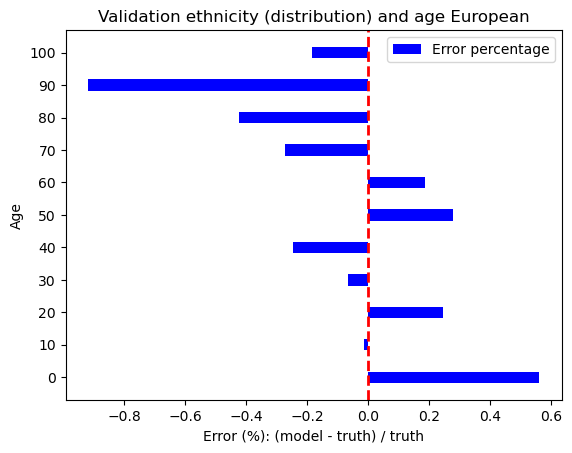 Validation ethnicity (distribution) and age European
Error percentage
100
90
80
70
60
50
40
30
20
10
0
Age
−0.8 −0.6 −0.4 −0.2 0.0 0.2 0.4 0.6
Error (%): (model - truth) / truth